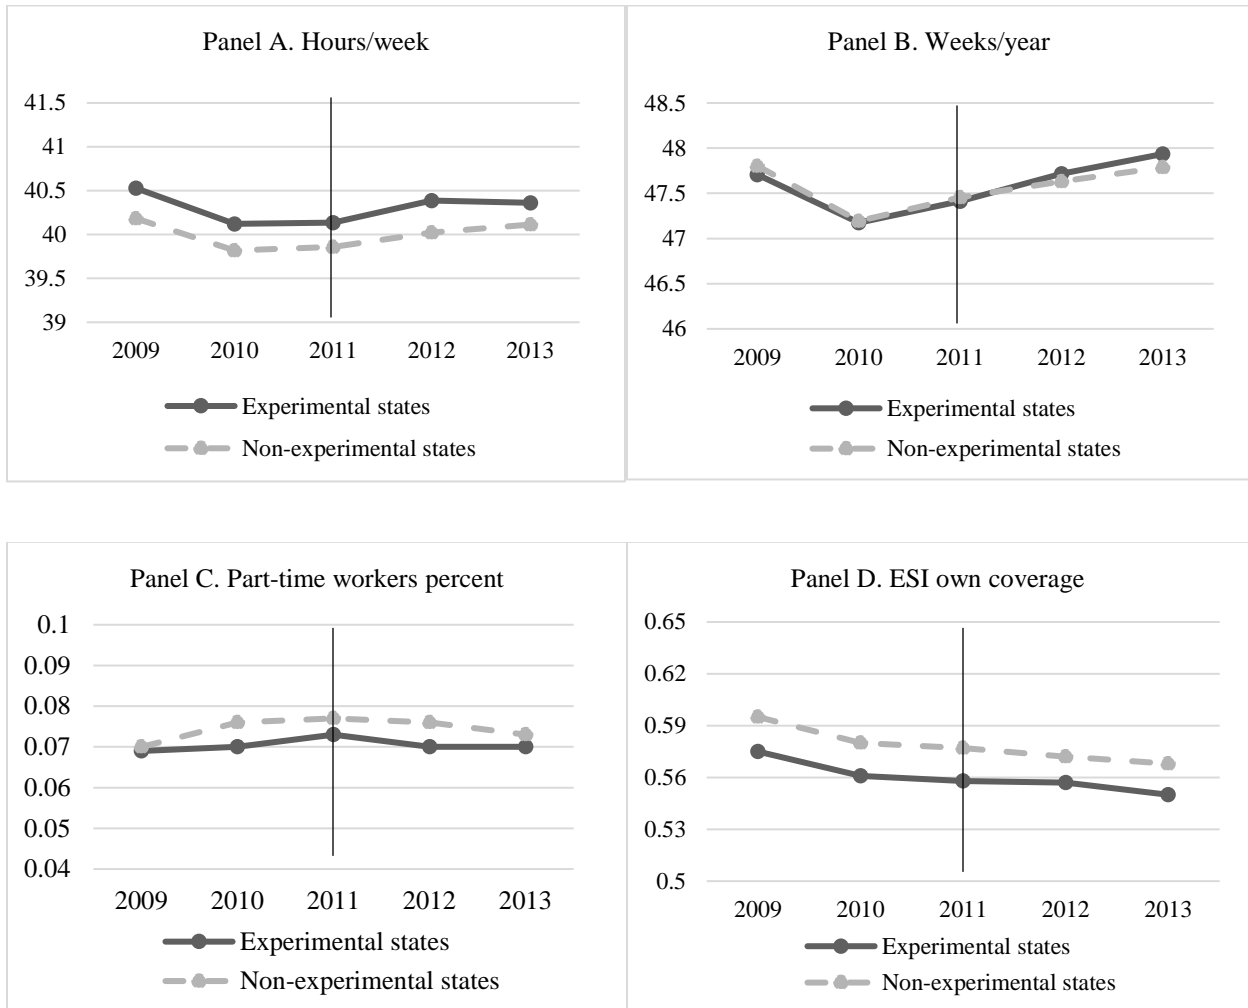 Panel A. Hours/week
41.5
41
40.5
40
39.5
39
2009 2010 2011 2012 2013
Experimental states
Non-experimental states
Panel B. Weeks/year
48.5
48
47.5
47
46.5
46
2009 2010 2011 2012 2013
Experimental states
Non-experimental states
Panel C. Part-time workers percent
0.1
0.09
0.08
0.07
0.06
0.05
0.04
2009 2010 2011 2012 2013
Experimental states
Non-experimental states
Panel D. ESI own coverage
0.65
0.62
0.59
0.56
0.53
0.5
2009 2010 2011 2012 2013
Experimental states
Non-experimental states